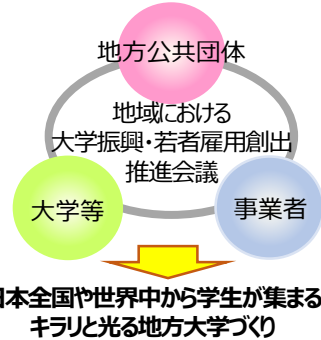 地方公共団体
地域における
大学振興・若者雇用創出
推進会議
大学等
事業者
本全国や世界中から学生が集まる
キラリと光る地方大学づくり